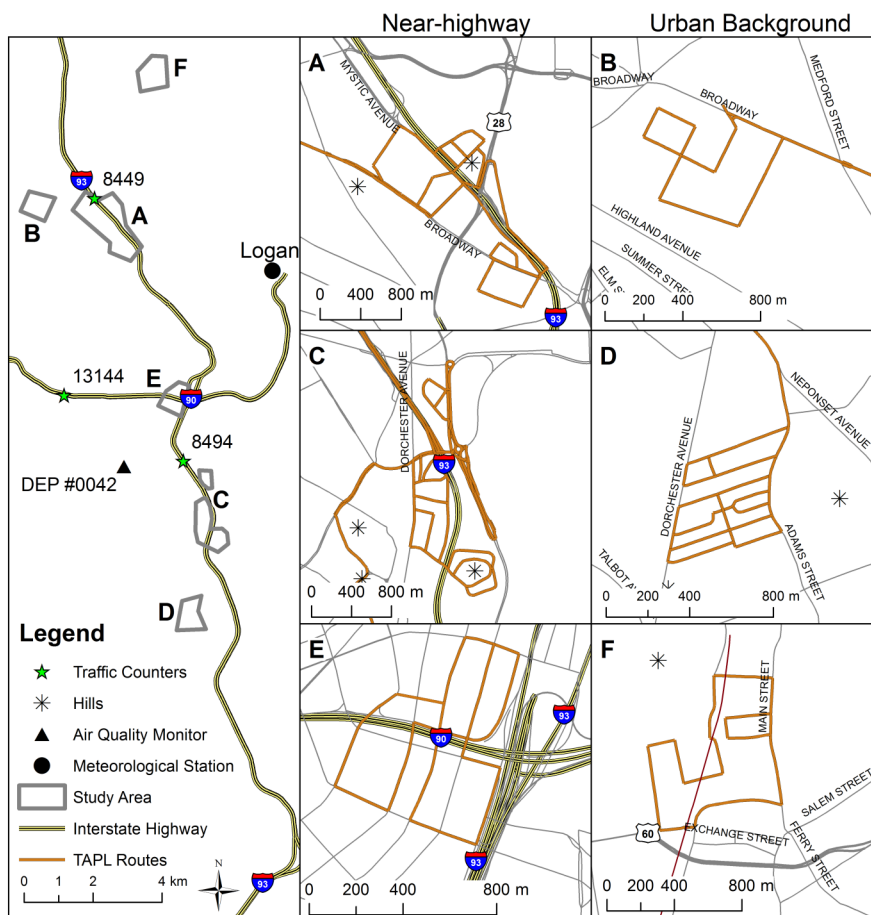 Near-highway
Urban Background
F
93
8449
A
B
Logan
13144
E
90
8494
DEP #0042
C
D
Legend
Traffic Counters
Hills
Air Quality Monitor
Meteorological Station
Study Area
Interstate Highway
TAPL Routes
0 2 4 km
N
93
A
MYSTIC AVENUE
28
BROADWAY
0 400 800 m
93
B
BROADWAY
BROADWAY
MEDFORD STREET
HIGHLAND AVENUE
SUMMER STRE
ELM S
0 200 400 800 m
C
DORCHESTER AVENUE
93
0 400 800 m
D
NEPONSET AVENUE
DORCHESTER AVENUE
ADAMS STREET
TALBOT A
0 200 400 800 m
E
93
90
93
0 200 400 800 m
F
MAIN STREET
SALEM STREET
EXCHANGE STREET
60
FERRY STREET
0 200 400 800 m